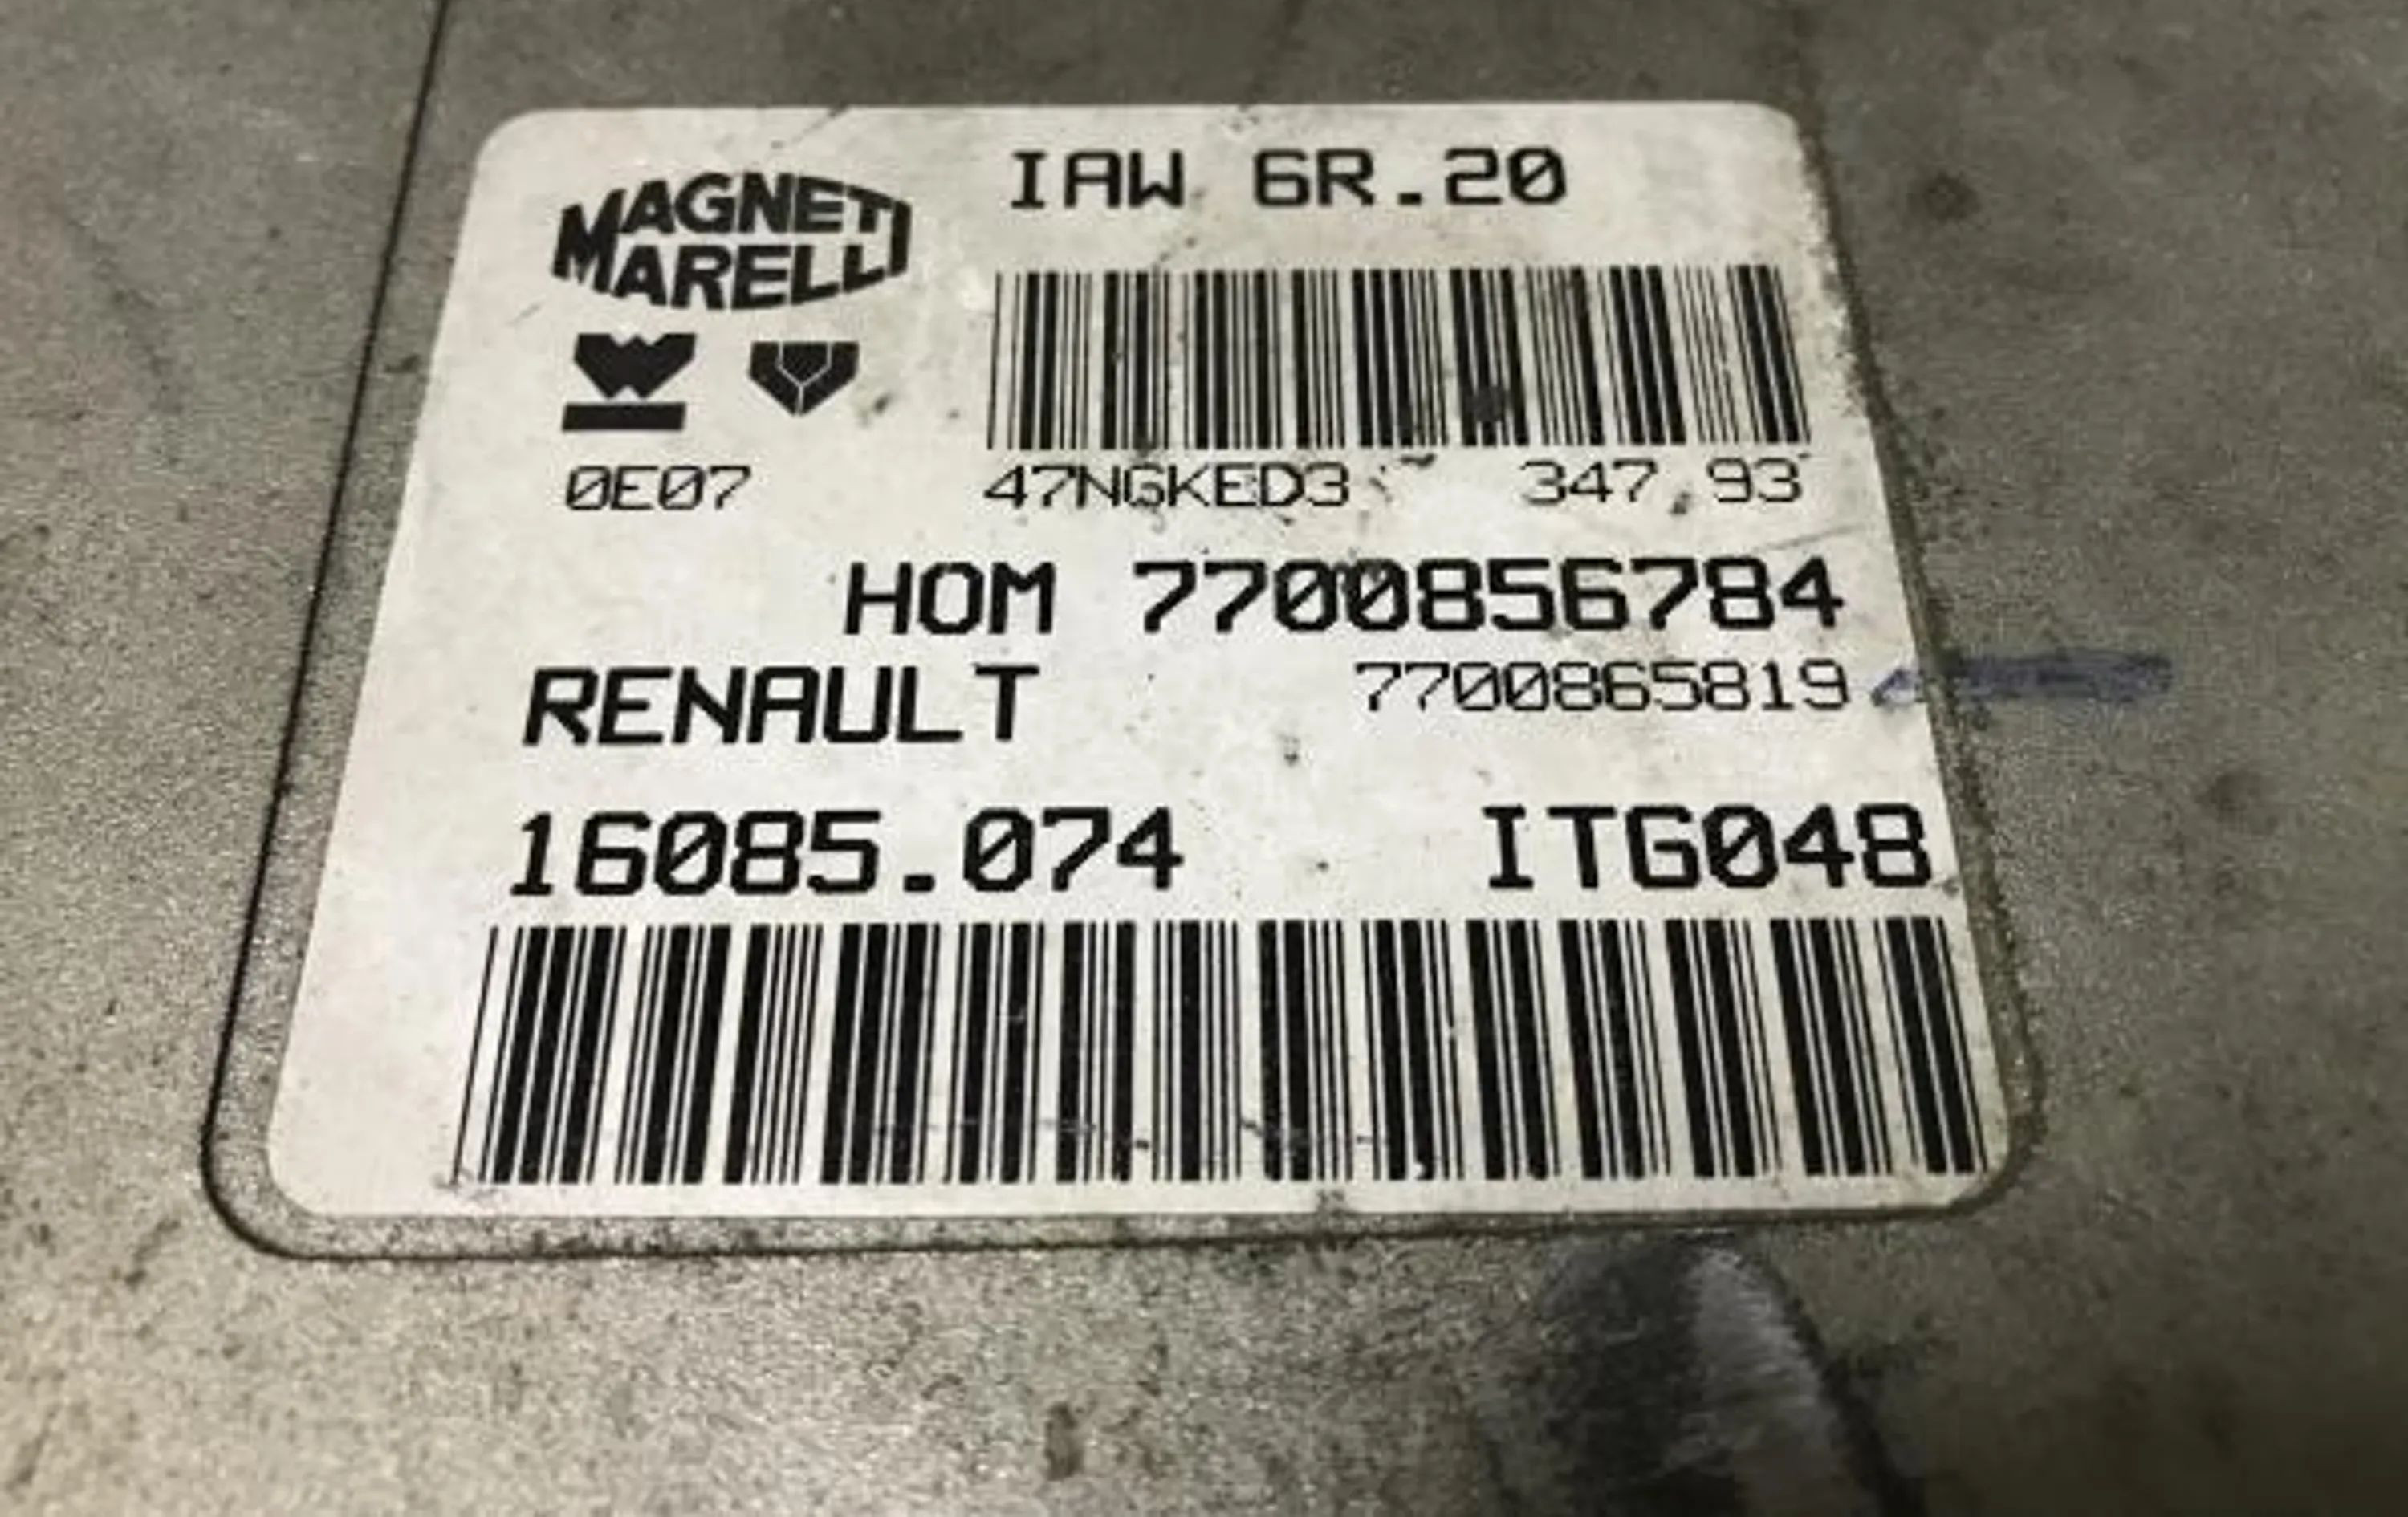 IAW 6R.20
MAGNETI
MARELLI
0E07 47NGKED3 347.93
HOM 7700856784
RENAULT 7700865819
16085.074 ITG048